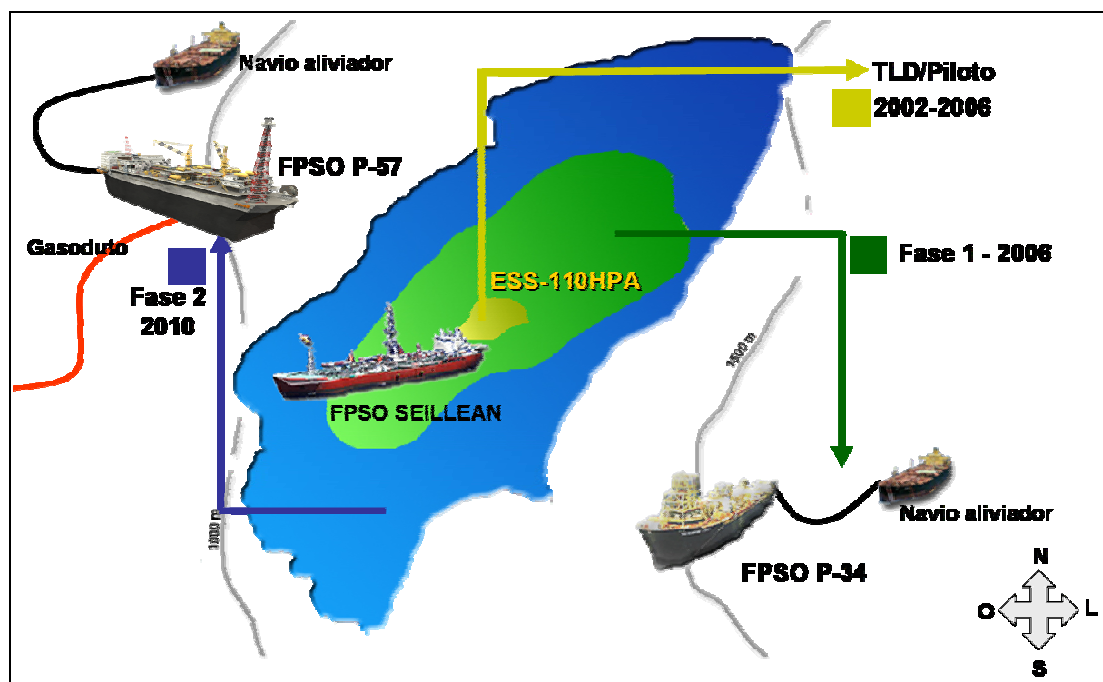 Navio aliviador
TLD/Piloto
2002-2006
FPSO P-57
Gasoduto
Fase 1 - 2006
ESS-110HPA
Fase 2
2010
1500 m
FPSO SEILLEAN
1000 m
Navio aliviador
FPSO P-34
N
O
L
S